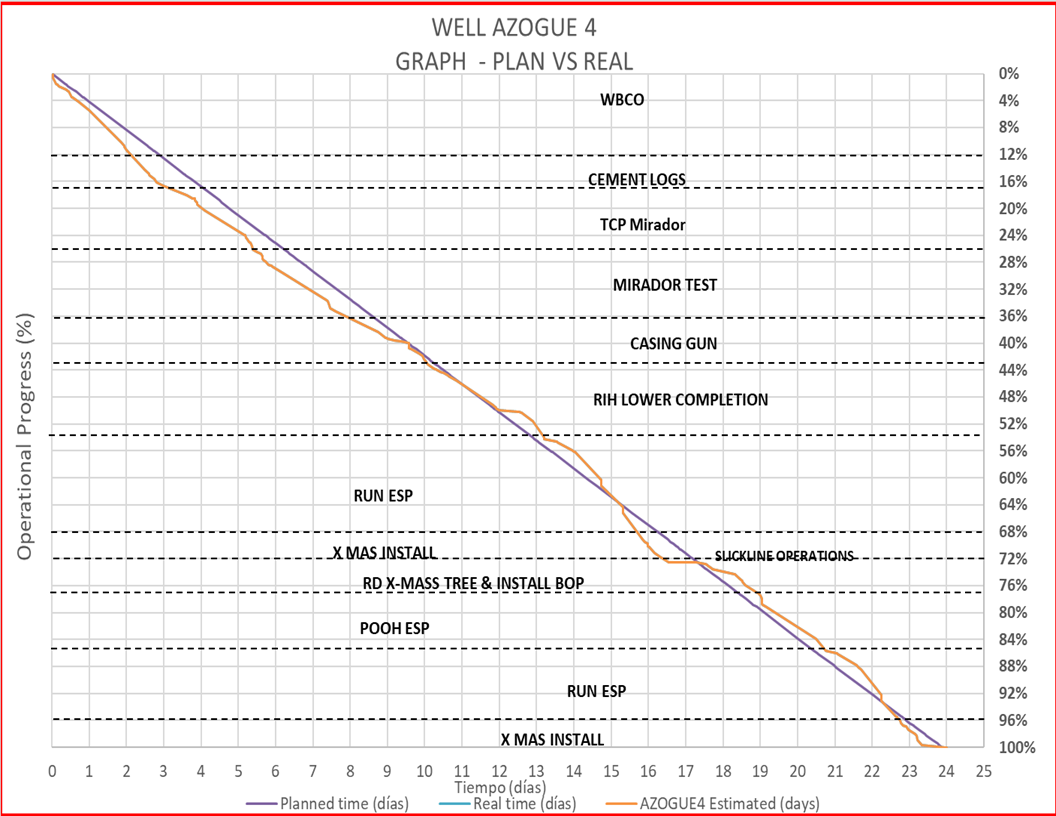 WELL AZOGUE 4
GRAPH - PLAN VS REAL
0%
WBCO
4%
8%
12%
CEMENT LOGS
16%
20%
TCP Mirador
24%
28%
MIRADOR TEST
32%
36%
CASING GUN
40%
44%
RIH LOWER COMPLETION
48%
52%
56%
60%
RUN ESP
64%
68%
X MAS INSTALL
SLICKLINE OPERATIONS
72%
RD X-MASS TREE & INSTALL BOP
76%
80%
POOH ESP
84%
88%
RUN ESP
92%
96%
X MAS INSTALL
100%
Operational Progress (%)
0 1 2 3 4 5 6 7 8 9 10 11 12 13 14 15 16 17 18 19 20 21 22 23 24 25
Tiempo (días)
Planned time (días) Real time (días) AZOGUE4 Estimated (days)